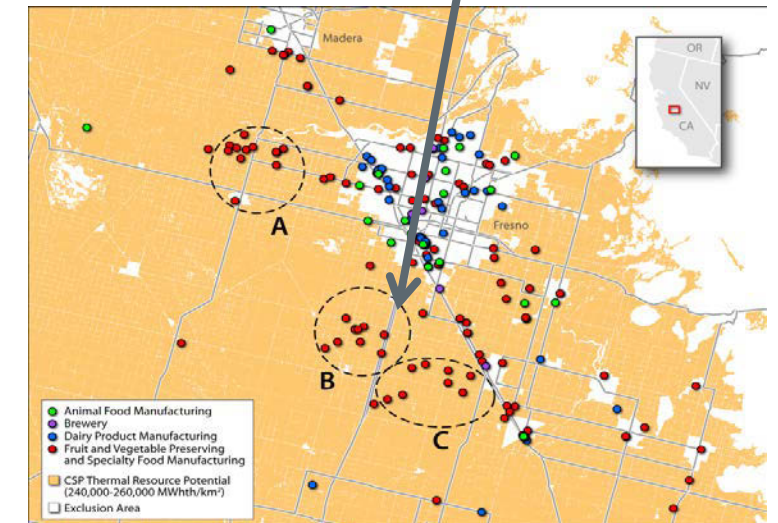 Madera
OR
NV
CA
A
Fresno
B
C
Animal Food Manufacturing
Brewery
Dairy Product Manufacturing
Fruit and Vegetable Preserving
and Specialty Food Manufacturing
CSP Thermal Resource Potential
(240,000-260,000 MWhth/km²)
Exclusion Area